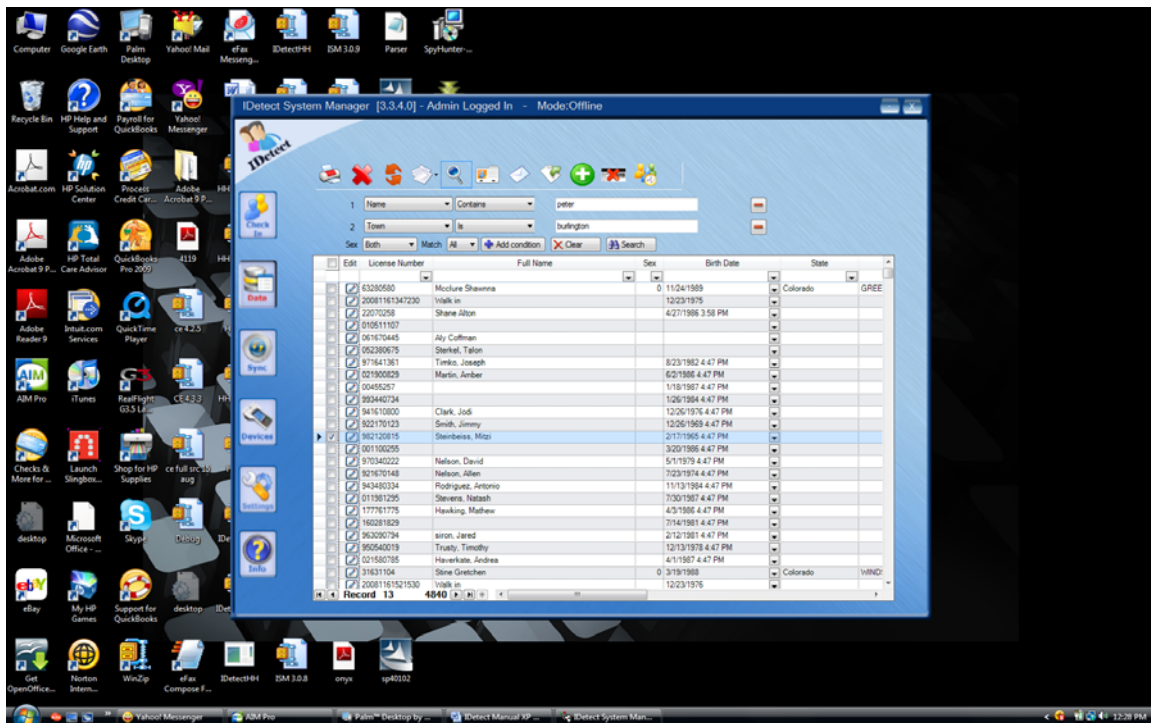 Computer
Google Earth
Palm
Desktop
Yahoo! Mail
eFax
Messeng...
IDetectHH
ISM 3.0.9
Parser
SpyHunter-...
Recycle Bin
HP Help and
Support
Payroll for
QuickBooks
Yahoo!
Messenger
Acrobat.com
HP Solution
Center
Process
Credit Car...
Adobe
Acrobat 9 P...
HH
Adobe
Acrobat 9 P...
HP Total
Care Advisor
QuickBooks
Pro 2009
4119
HH
Adobe
Reader 9
Intuit.com
Services
QuickTime
Player
ce 4.2.5
AIM Pro
iTunes
RealFlight
G3.5 La...
CE4.3.3
HH
Checks &
More for ...
Launch
Slingbox...
Shop for HP
Supplies
ce full src 15
aug
desktop
Microsoft
Office - ...
Skype
Debug
IDe
eBay
My HP
Games
Support for
QuickBooks
desktop
IDet
Get
OpenOffice...
Norton
Intern...
WinZip
eFax
Compose F...
IDetectHH
ISM 3.0.8
onyx
sp40102
IDetect System Manager [3.3.4.0] - Admin Logged In - Mode:Offline
IDetect
Check
In
Data
Sync
Devices
Settings
Info
1 Name Contains peter
2 Town Is burlington
Sex Both Match All Add condition Clear Search
Edit License Number Full Name Sex Birth Date State
63280580 Mcclure Shawnna 0 11/24/1989 Colorado GREE
20081161347230 Walk in 12/23/1975
22070258 Shane Alton 4/27/1986 3:58 PM
010511107
061670445 Aly Coffman
052380675 Sterkel, Talon
971641361 Timko, Joseph 8/23/1982 4:47 PM
021900829 Martin, Amber 6/2/1986 4:47 PM
00455257 1/18/1987 4:47 PM
993440734 1/26/1984 4:47 PM
941610800 Clark, Jodi 12/26/1976 4:47 PM
922170123 Smith, Jimmy 12/26/1969 4:47 PM
982120815 Steinbeiss, Mitzi 2/17/1965 4:47 PM
001100255 3/20/1986 4:47 PM
970340222 Nelson, David 5/1/1979 4:47 PM
921670148 Nelson, Allen 7/23/1974 4:47 PM
943480334 Rodriguez, Antonio 11/13/1984 4:47 PM
011981295 Stevens, Natash 7/30/1987 4:47 PM
177761775 Hawking, Mathew 4/3/1986 4:47 PM
160281829 7/14/1981 4:47 PM
963090794 siron, Jared 2/12/1981 4:47 PM
950540019 Trusty, Timothy 12/13/1978 4:47 PM
021580785 Haverkate, Andrea 4/1/1987 4:47 PM
31631104 Stine Gretchen 0 3/19/1988 Colorado WIND
20081161521530 Walk in 12/23/1976
Record 13 4840
Yahoo! Messenger
AIM Pro
Palm™ Desktop by ...
IDetect Manual XP ...
IDetect System Man...
12:28 PM